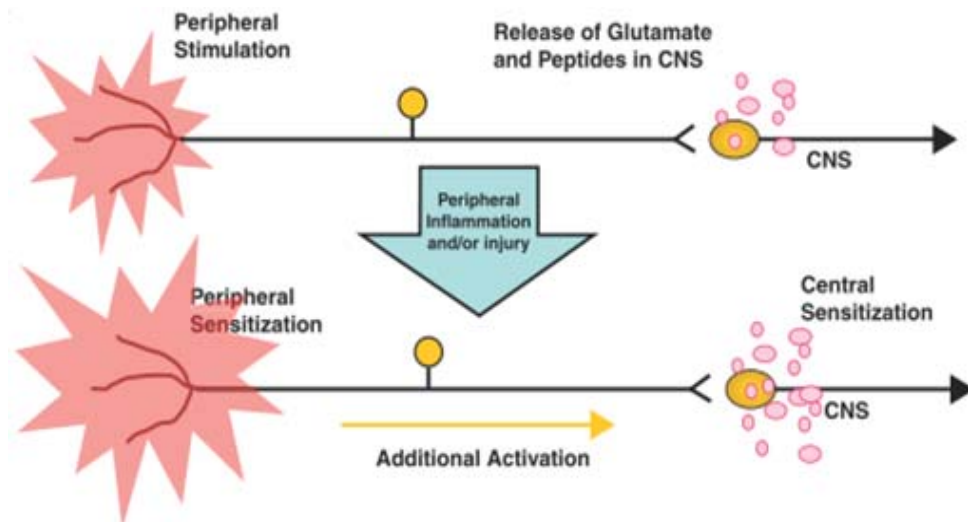 Peripheral
Stimulation
Release of Glutamate
and Peptides in CNS
CNS
Peripheral
Inflammation
and/or injury
Peripheral
Sensitization
Central
Sensitization
CNS
Additional Activation